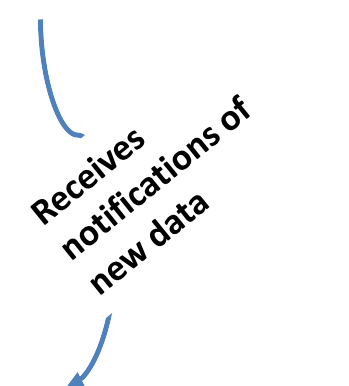 Receives
notifications of
new data